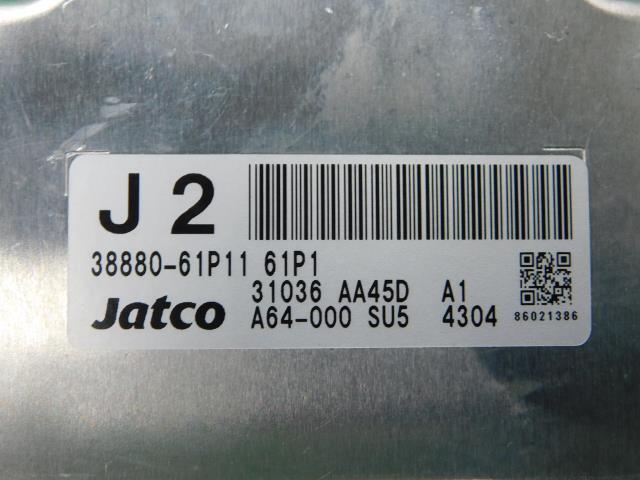 J 2
38880-61P11 61P1
31036 AA45D A1
Jatco A64-000 SU5 4304
86021386